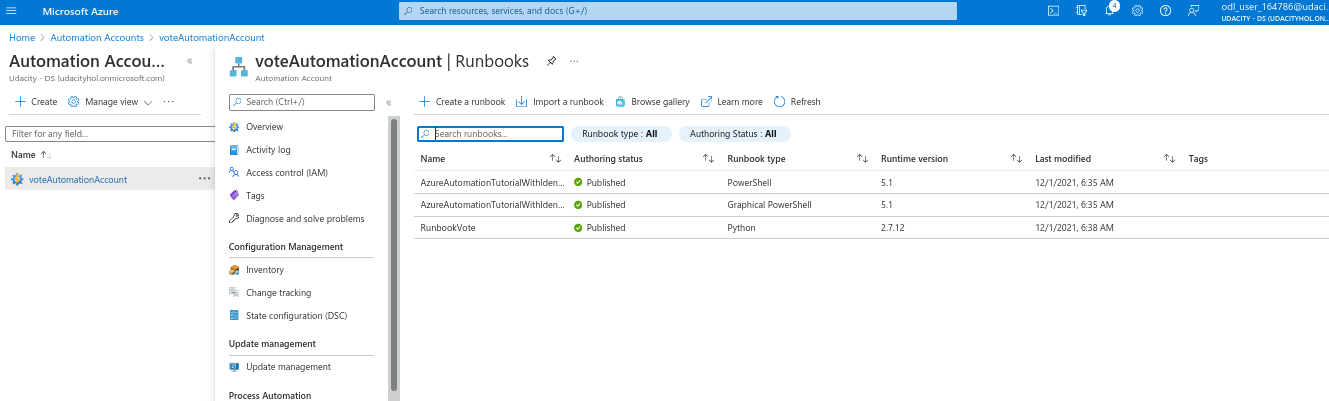 Microsoft Azure
Search resources, services, and docs (G+/)
4
odl_user_164786@udaci...
UDACITY - DS (UDACITYHOL.ON...
Home > Automation Accounts > voteAutomationAccount
Automation Accou...
«
Udacity - DS (udacityhol.onmicrosoft.com)
+ Create
Manage view
...
Filter for any field...
Name ↑↓
voteAutomationAccount
...
voteAutomationAccount | Runbooks
...
Automation Account
Search (Ctrl+/)
«
Overview
Activity log
Access control (IAM)
Tags
Diagnose and solve problems
Configuration Management
Inventory
Change tracking
State configuration (DSC)
Update management
Update management
Process Automation
+ Create a runbook
Import a runbook
Browse gallery
Learn more
Refresh
Search runbooks...
Runbook type : All
Authoring Status : All
Name ↑↓ Authoring status ↑↓ Runbook type ↑↓ Runtime version ↑↓ Last modified ↑↓ Tags
AzureAutomationTutorialWithIden... Published PowerShell 5.1 12/1/2021, 6:35 AM
AzureAutomationTutorialWithIden... Published Graphical PowerShell 5.1 12/1/2021, 6:35 AM
RunbookVote Published Python 2.7.12 12/1/2021, 6:38 AM